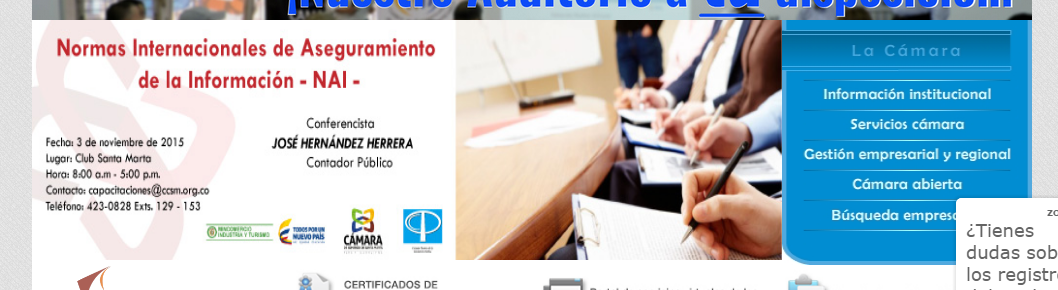 ¡Nuestro Auditorio a su disposición!
Normas Internacionales de Aseguramiento
de la Información - NAI -
Conferencista
JOSÉ HERNÁNDEZ HERRERA
Contador Público
Fecha: 3 de noviembre de 2015
Lugar: Club Santa Marta
Hora: 8:00 a.m - 5:00 p.m.
Contacto: capacitaciones@ccsm.org.co
Teléfono: 423-0828 Exts. 129 - 153
MINCOMERCIO
INDUSTRIA Y TURISMO
TODOS POR UN
NUEVO PAÍS
CÁMARA
La Cámara
Información institucional
Servicios cámara
Gestión empresarial y regional
Cámara abierta
Búsqueda empres
¿Tienes
dudas sob
los registr
CERTIFICADOS DE